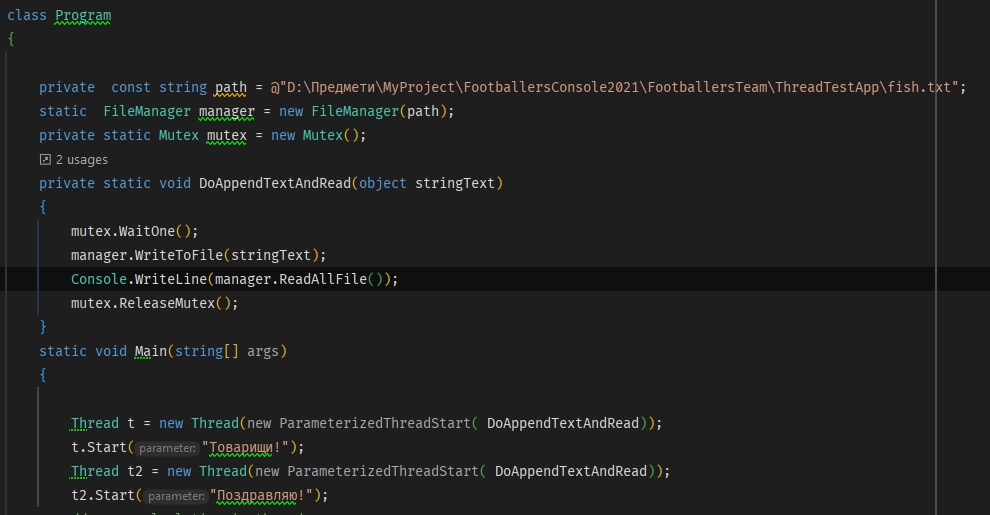 class Program
{
private  const string path = @"D:\Предмети\MyProject\FootballersConsole2021\FootballersTeam\ThreadTestApp\fish.txt";
static  FileManager manager = new FileManager(path);
private static Mutex mutex = new Mutex();
2 usages
private static void DoAppendTextAndRead(object stringText)
{
mutex.WaitOne();
manager.WriteToFile(stringText);
Console.WriteLine(manager.ReadAllFile());
mutex.ReleaseMutex();
}
static void Main(string[] args)
{
Thread t = new Thread(new ParameterizedThreadStart( DoAppendTextAndRead));
t.Start( parameter: "Товарищи!");
Thread t2 = new Thread(new ParameterizedThreadStart( DoAppendTextAndRead));
t2.Start( parameter: "Поздравляю!");